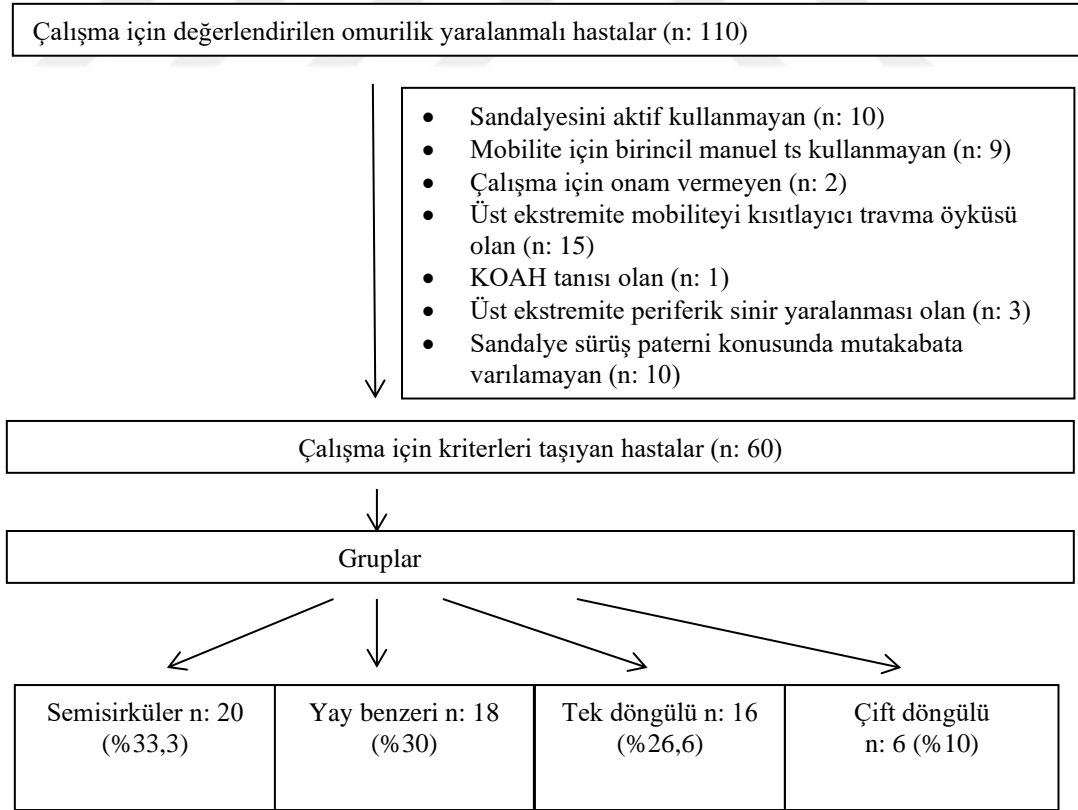 Çalışma için değerlendirilen omurilik yaralanmalı hastalar (n: 110)
• Sandalyesini aktif kullanmayan (n: 10)
• Mobilite için birincil manuel ts kullanmayan (n: 9)
• Çalışma için onam vermeyen (n: 2)
• Üst ekstremite mobiliteyi kısıtlayıcı travma öyküsü
olan (n: 15)
• KOAH tanısı olan (n: 1)
• Üst ekstremite periferik sinir yaralanması olan (n: 3)
• Sandalye sürüş paterni konusunda mutakabata
varılamayan (n: 10)
Çalışma için kriterleri taşıyan hastalar (n: 60)
Gruplar
Semisirküler n: 20
(%33,3)
Yay benzeri n: 18
(%30)
Tek döngülü n: 16
(%26,6)
Çift döngülü
n: 6 (%10)